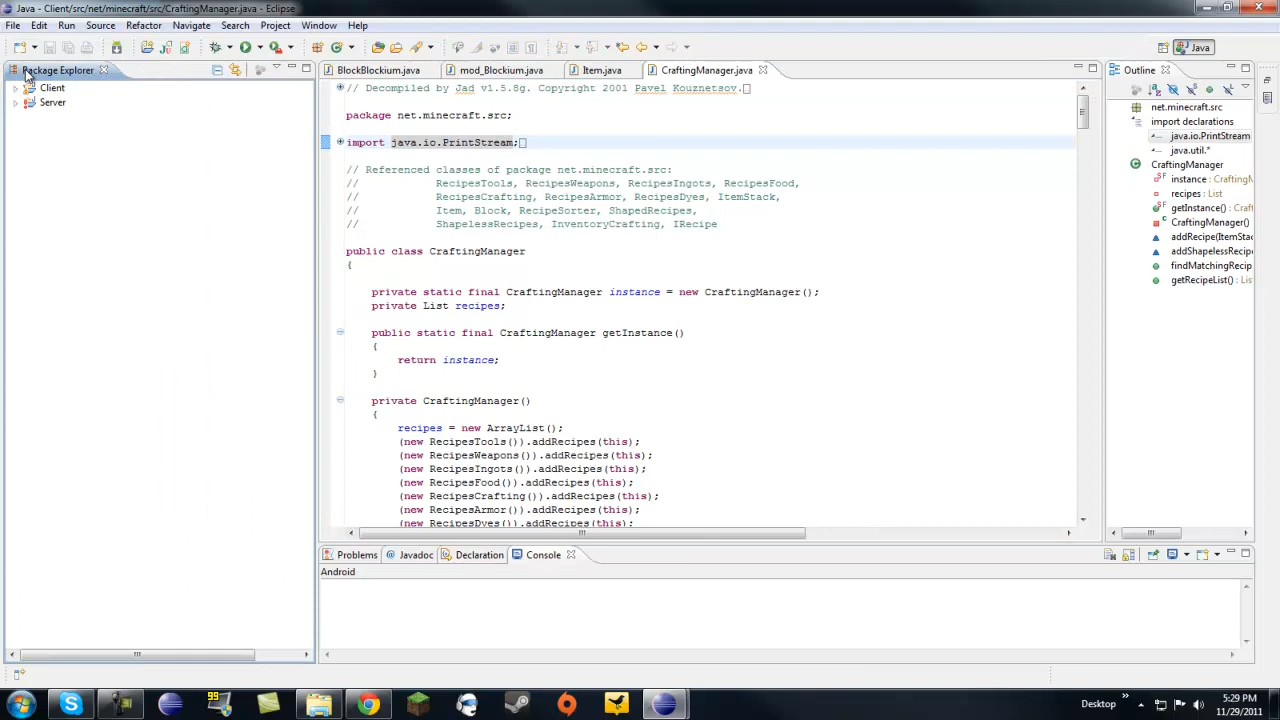 Java - Client/src/net/minecraft/src/CraftingManager.java - Eclipse
File Edit Run Source Refactor Navigate Search Project Window Help
Java
Package Explorer
Client
Server
BlockBlockium.java mod_Blockium.java Item.java CraftingManager.java
// Decompiled by Jad v1.5.8g. Copyright 2001 Pavel Kouznetsov.
package net.minecraft.src;
import java.io.PrintStream;
// Referenced classes of package net.minecraft.src:
// RecipesTools, RecipesWeapons, RecipesIngots, RecipesFood,
// RecipesCrafting, RecipesArmor, RecipesDyes, ItemStack,
// Item, Block, RecipeSorter, ShapedRecipes,
// ShapelessRecipes, InventoryCrafting, IRecipe
public class CraftingManager
{
private static final CraftingManager instance = new CraftingManager();
private List recipes;
public static final CraftingManager getInstance()
{
return instance;
}
private CraftingManager()
{
recipes = new ArrayList();
(new RecipesTools()).addRecipes(this);
(new RecipesWeapons()).addRecipes(this);
(new RecipesIngots()).addRecipes(this);
(new RecipesFood()).addRecipes(this);
(new RecipesCrafting()).addRecipes(this);
(new RecipesArmor()).addRecipes(this);
(new RecipesDyes()).addRecipes(this);
Outline
net.minecraft.src
import declarations
java.io.PrintStream
java.util.*
CraftingManager
instance : Crafting
recipes : List
getInstance() : Craf
CraftingManager()
addRecipe(ItemStac
addShapelessRecipe
findMatchingRecip
getRecipeList() : Lis
Problems Javadoc Declaration Console
Android
99
Desktop
5:29 PM
11/29/2011